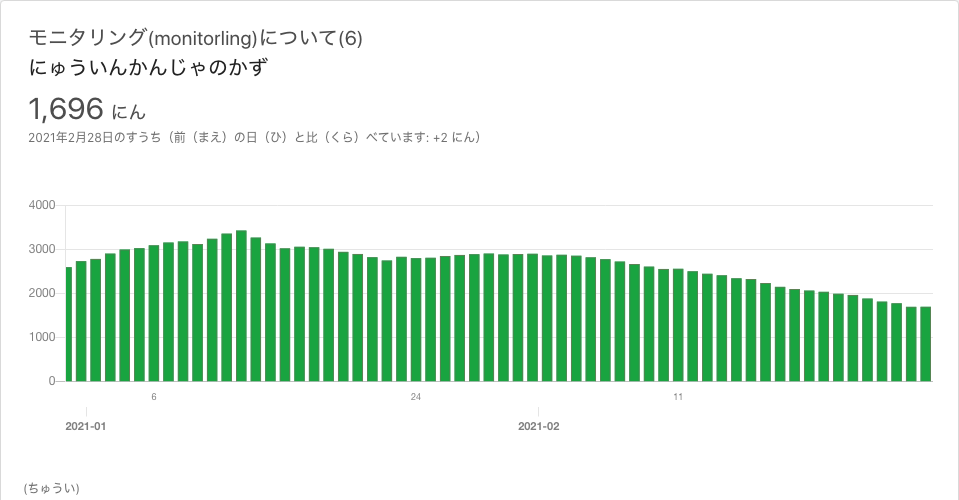 モニタリング(monitorling)について(6)
にゅういんかんじゃのかず
1,696 にん
2021年2月28日のすうち（前（まえ）の日（ひ）と比（くら）べています: +2 にん）
4000
3000
2000
1000
0
6 24 11
2021-01 2021-02
(ちゅうい)